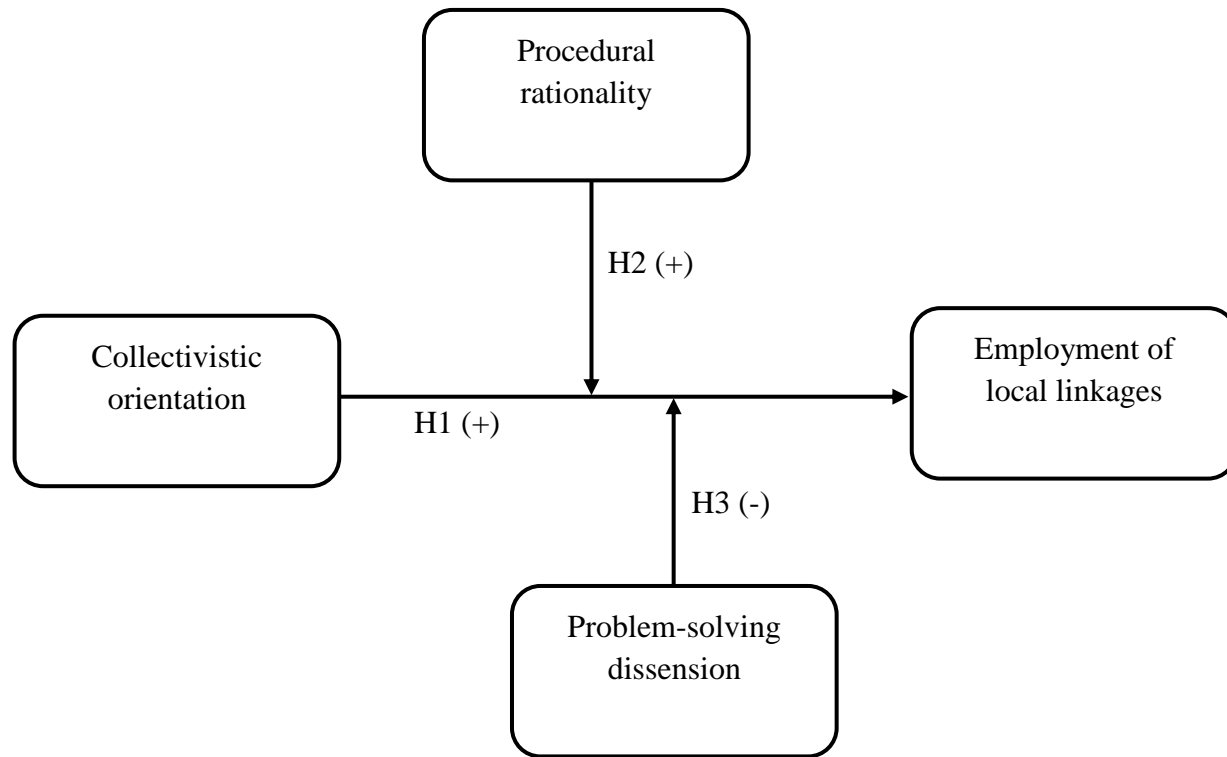 Procedural
rationality
H2 (+)
Collectivistic
orientation
Employment of
local linkages
H1 (+)
H3 (-)
Problem-solving
dissension